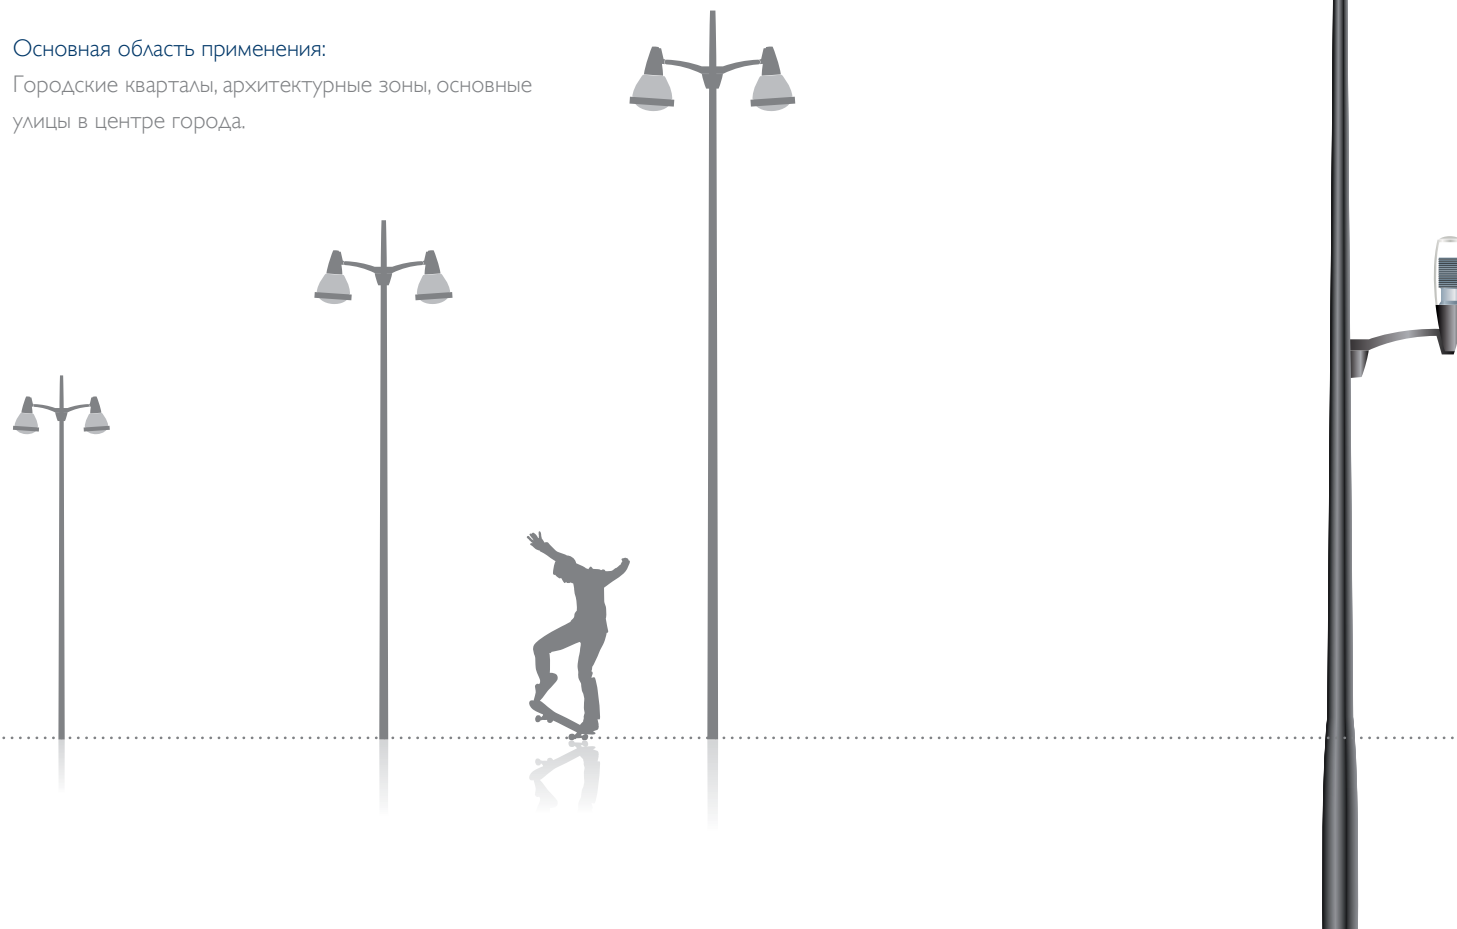 Основная область применения:
Городские кварталы, архитектурные зоны, основные
улицы в центре города.